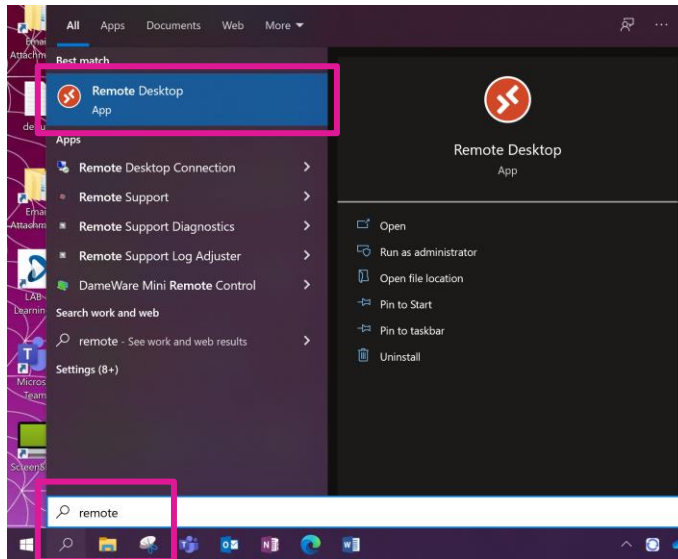 All Apps Documents Web More
Best match
Remote Desktop
App
Apps
Remote Desktop Connection
Remote Support
Remote Support Diagnostics
Remote Support Log Adjuster
DameWare Mini Remote Control
Search work and web
remote - See work and web results
Settings (8+)
remote
Remote Desktop
App
Open
Run as administrator
Open file location
Pin to Start
Pin to taskbar
Uninstall
LAB